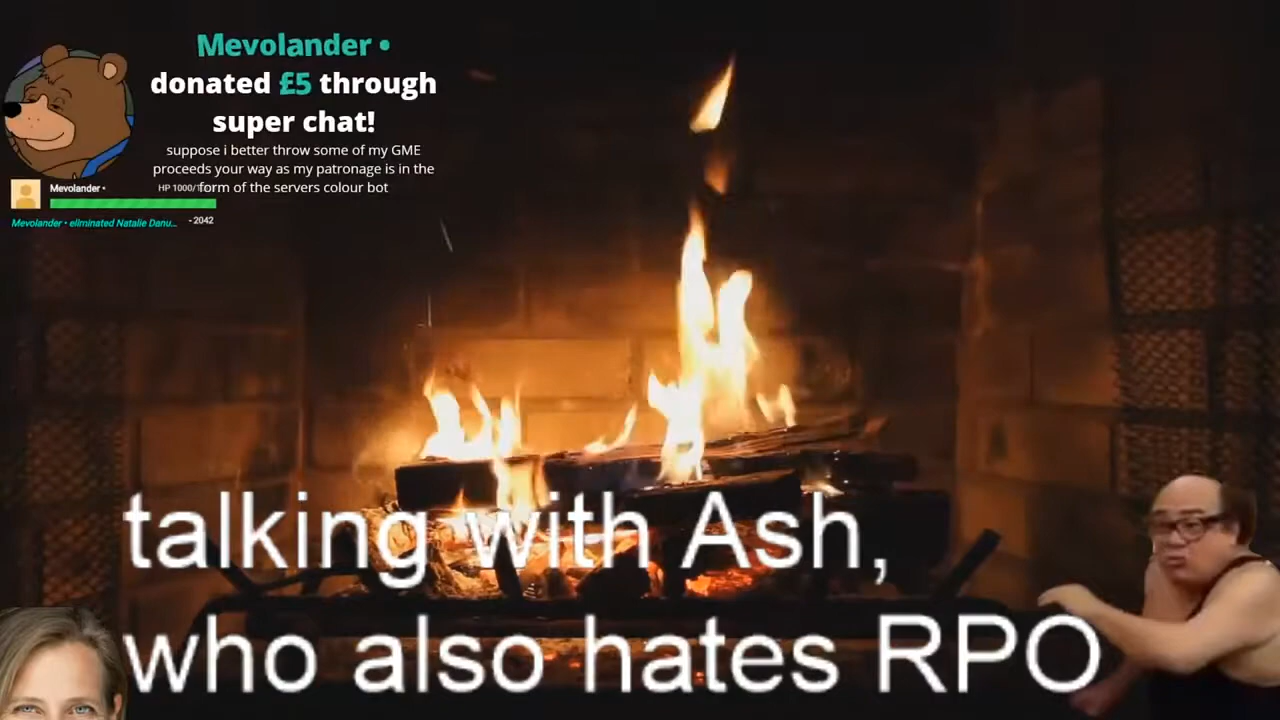 Mevolander •
donated £5 through
super chat!
suppose i better throw some of my GME
proceeds your way as my patronage is in the
form of the servers colour bot
Mevolander •
HP 1000/
Mevolander • eliminated Natalie Danu...
-2042
talking with Ash,
who also hates RPO